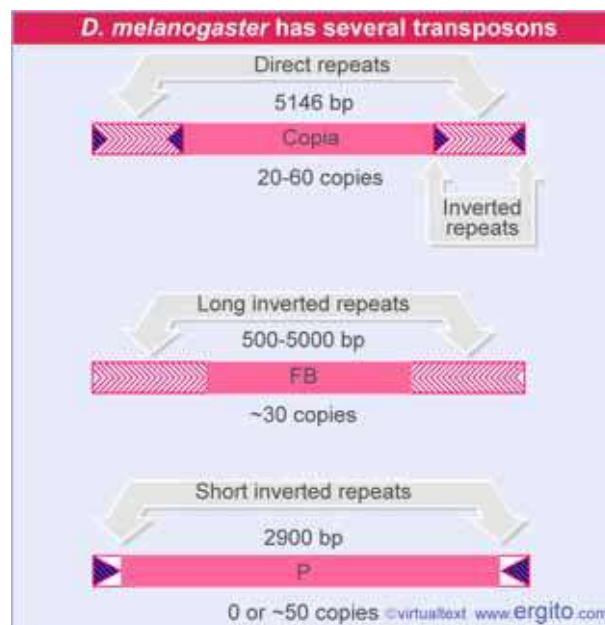 D. melanogaster has several transposons
Direct repeats
5146 bp
Copia
20-60 copies
Inverted
repeats
Long inverted repeats
500-5000 bp
FB
~30 copies
Short inverted repeats
2900 bp
P
0 or ~50 copies ©virtualtext www.ergito.com